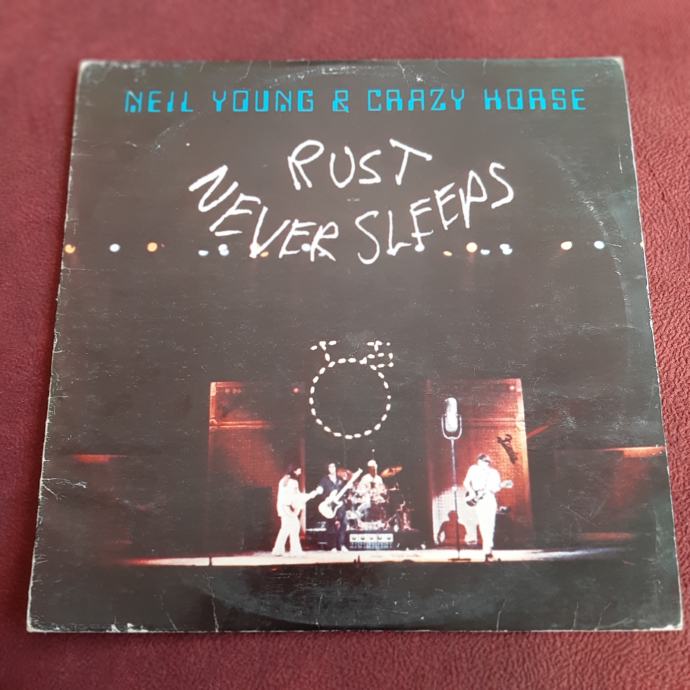 NEIL YOUNG & CRAZY HORSE
RUST
NEVER SLEEPS